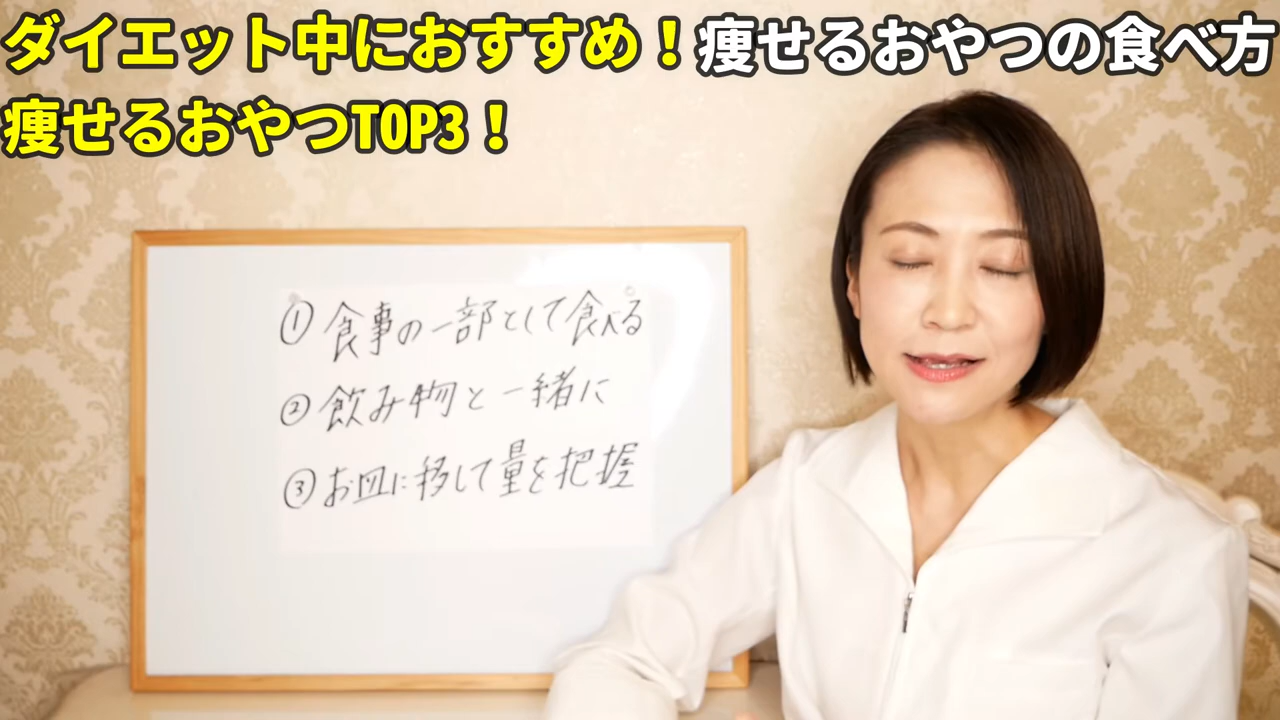 ダイエット中におすすめ！痩せるおやつの食べ方
痩せるおやつTOP3！
①食事の一部として食べる
②飲み物と一緒に
③お皿に移して量を把握